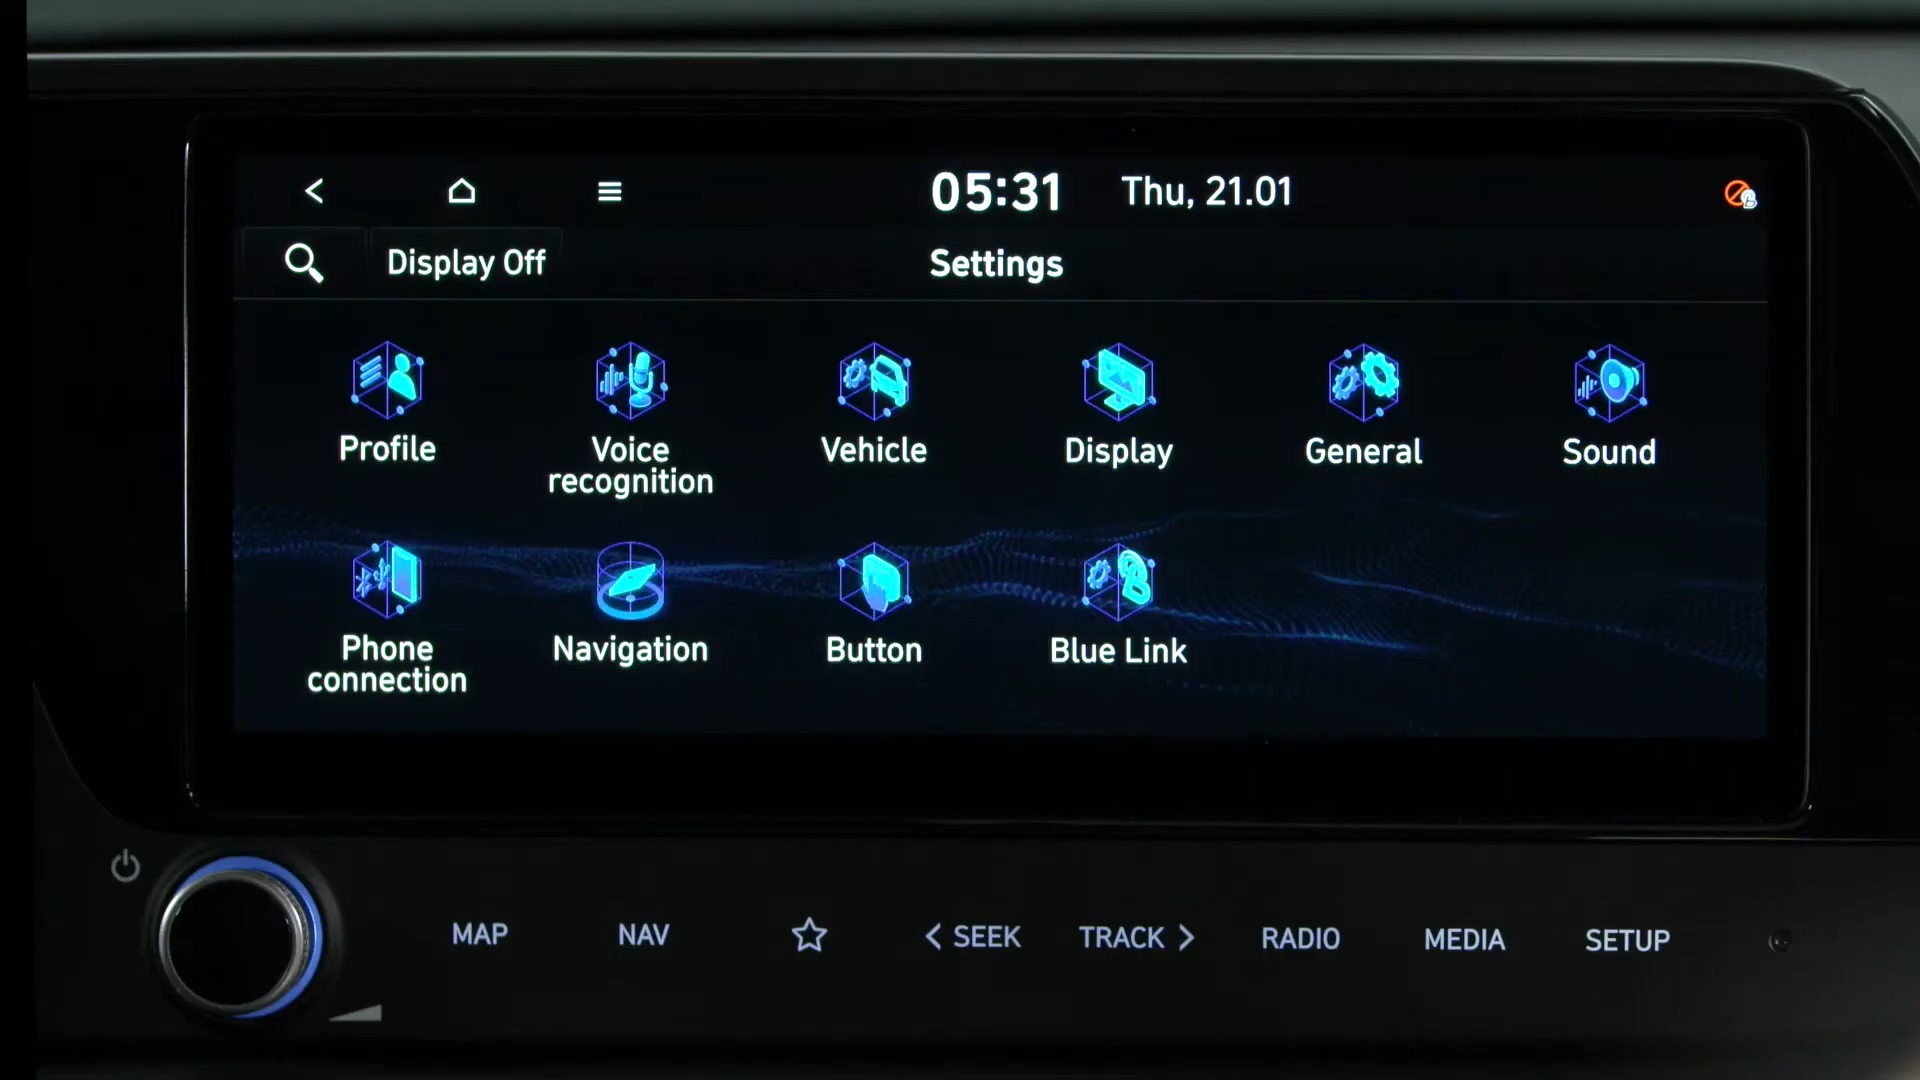 05:31 Thu, 21.01
Display Off Settings
Profile
Voice
recognition
Vehicle
Display
General
Sound
Phone
connection
Navigation
Button
Blue Link
MAP NAV < SEEK TRACK > RADIO MEDIA SETUP